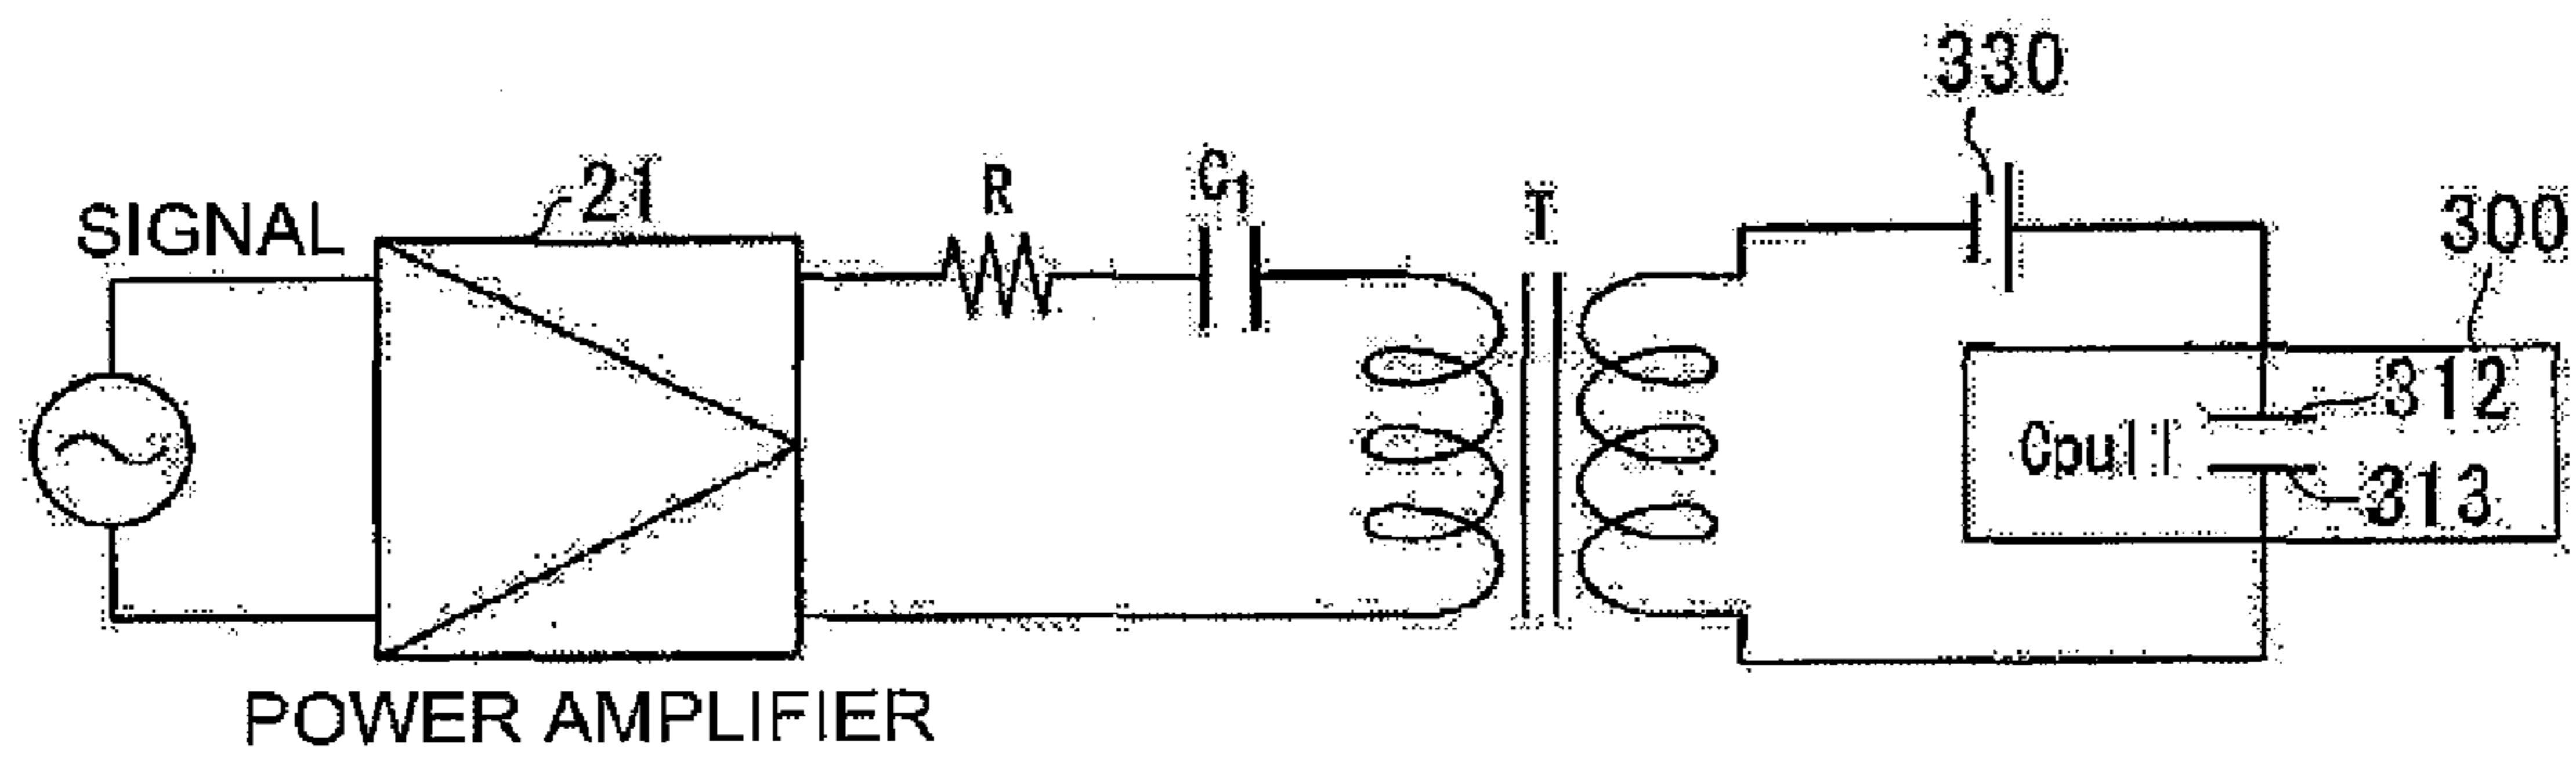 330
SIGNAL
21
R
C1
T
300
312
Cpull
313
POWER AMPLIFIER